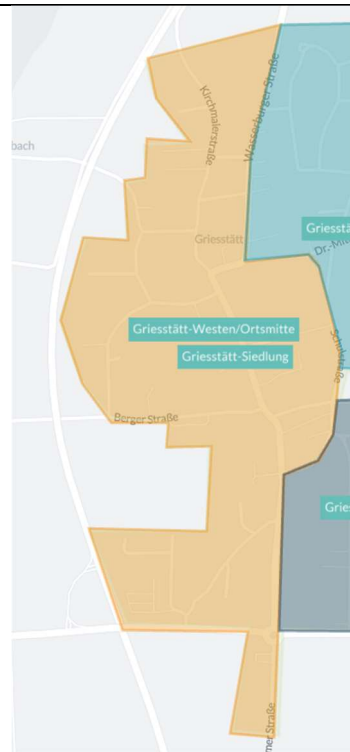 Kirchmaierstraße
Wasserburger Straße
bach
Griesstätt
Griesstä
Dr.-Mi
Griesstätt-Westen/Ortsmitte
Griesstätt-Siedlung
Schulstraße
Berger Straße
Gries
mer Straße